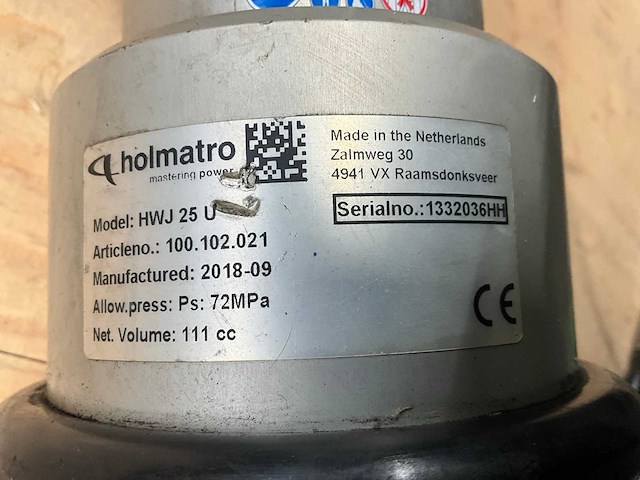 holmatro
mastering power
Model: HWJ 25 U
Articleno.: 100.102.021
Manufactured: 2018-09
Allow.press: Ps: 72MPa
Net. Volume: 111 cc
Made in the Netherlands
Zalmweg 30
4941 VX Raamsdonksveer
Serialno.:1332036HH
CE